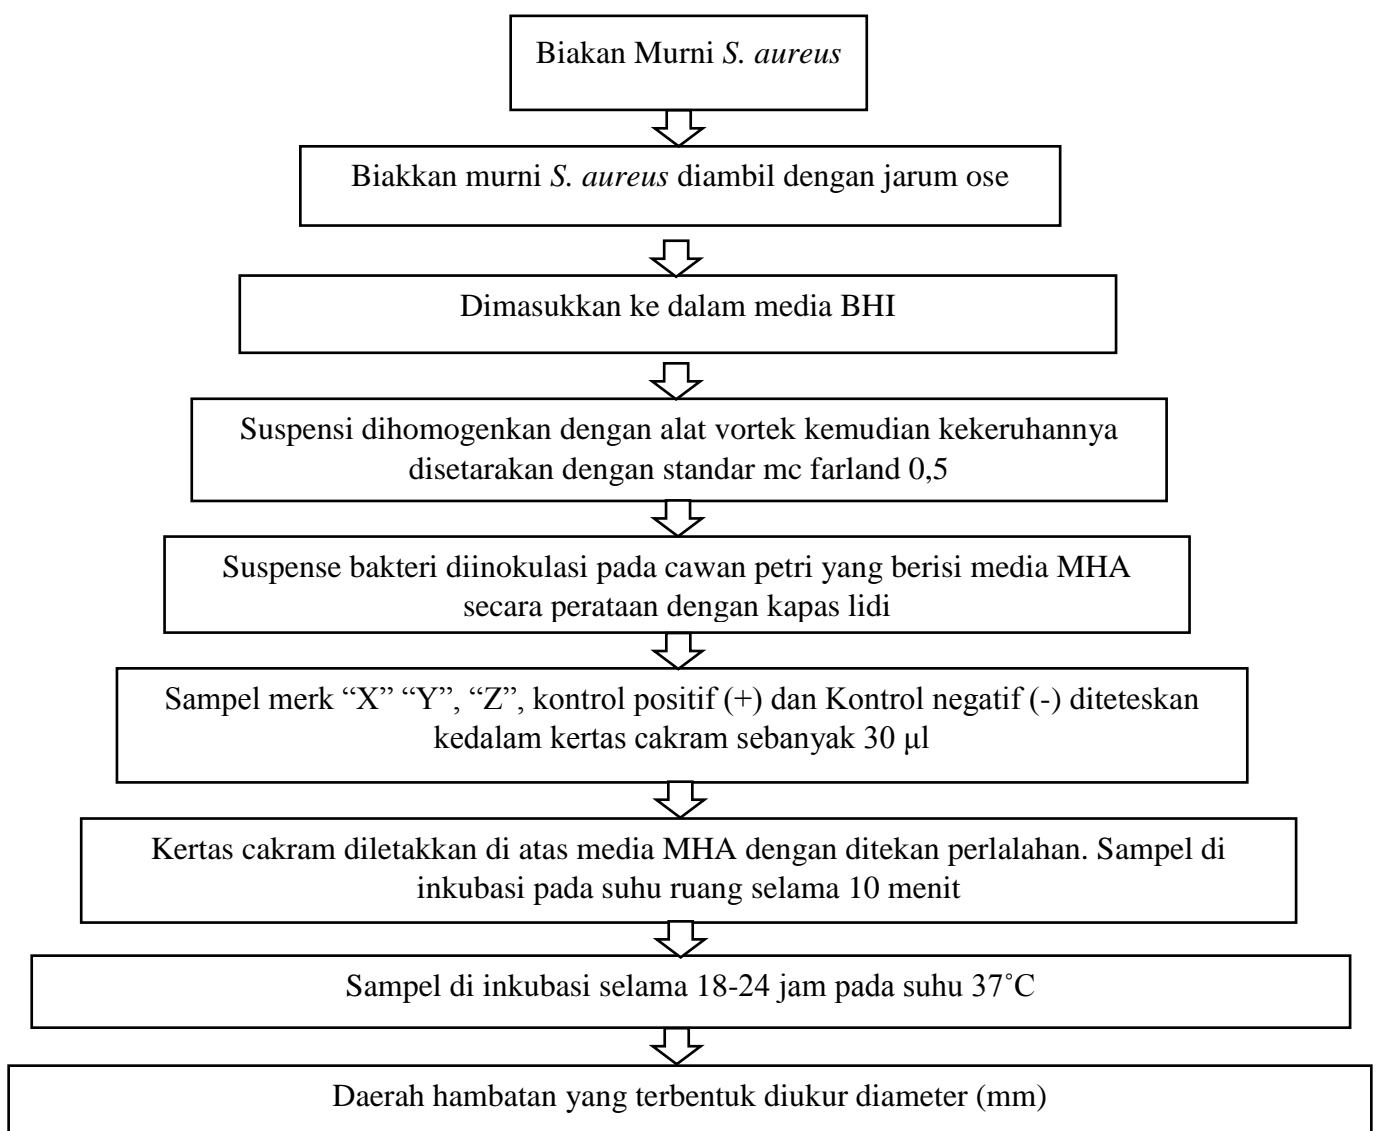 Biakan Murni S. aureus
Biakkan murni S. aureus diambil dengan jarum ose
Dimasukkan ke dalam media BHI
Suspensi dihomogenkan dengan alat vortek kemudian kekeruhannya
disetarakan dengan standar mc farland 0,5
Suspense bakteri diinokulasi pada cawan petri yang berisi media MHA
secara perataan dengan kapas lidi
Sampel merk “X” “Y”, “Z”, kontrol positif (+) dan Kontrol negatif (-) diteteskan
kedalam kertas cakram sebanyak 30 µl
Kertas cakram diletakkan di atas media MHA dengan ditekan perlalahan. Sampel di
inkubasi pada suhu ruang selama 10 menit
Sampel di inkubasi selama 18-24 jam pada suhu 37˚C
Daerah hambatan yang terbentuk diukur diameter (mm)